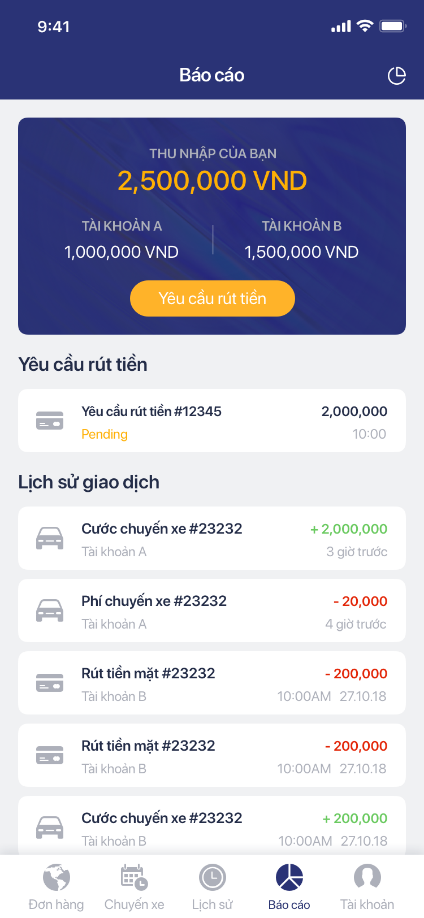 9:41
Báo cáo
THU NHẬP CỦA BẠN
2,500,000 VND
TÀI KHOẢN A TÀI KHOẢN B
1,000,000 VND 1,500,000 VND
Yêu cầu rút tiền
Yêu cầu rút tiền
Yêu cầu rút tiền #12345 2,000,000
Pending 10:00
Lịch sử giao dịch
Cước chuyến xe #23232 + 2,000,000
Tài khoản A 3 giờ trước
Phí chuyến xe #23232 - 20,000
Tài khoản A 4 giờ trước
Rút tiền mặt #23232 - 200,000
Tài khoản B 10:00AM 27.10.18
Rút tiền mặt #23232 - 200,000
Tài khoản B 10:00AM 27.10.18
Cước chuyến xe #23232 + 200,000
Tài khoản B 10:00AM 27.10.18
Đơn hàng Chuyến xe Lịch sử Báo cáo Tài khoản